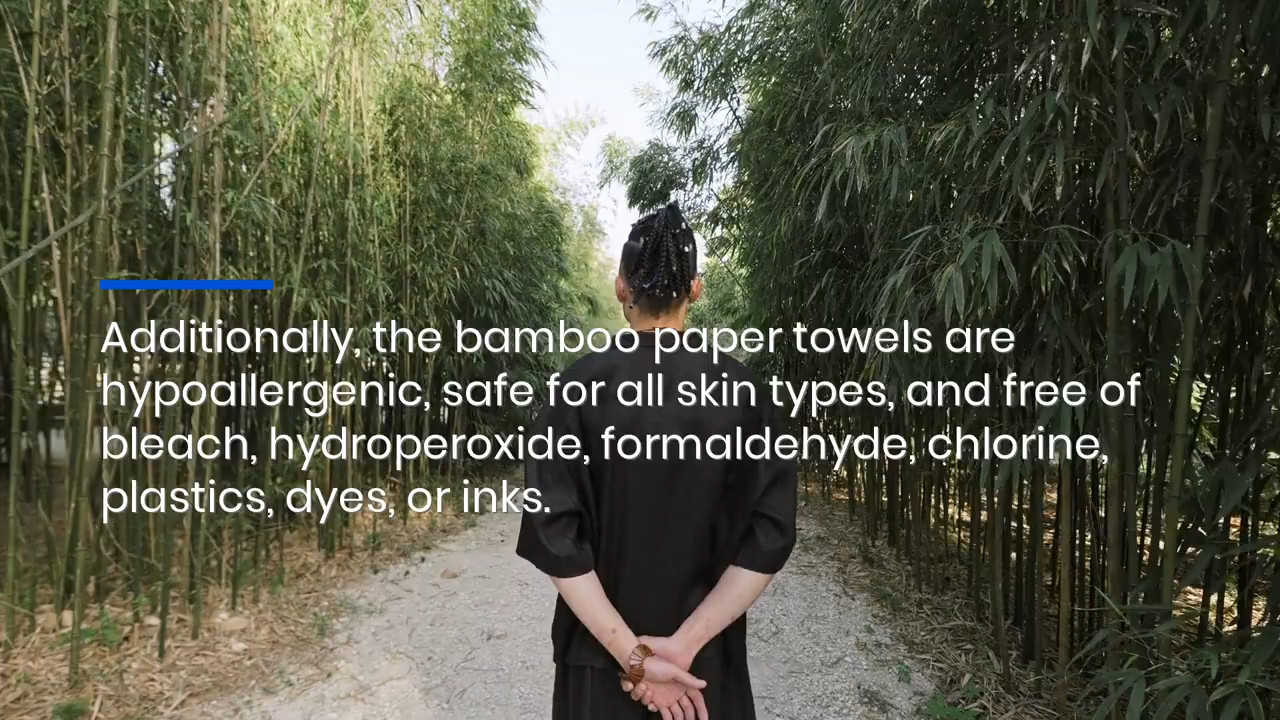 Additionally, the bamboo paper towels are
hypoallergenic, safe for all skin types, and free of
bleach, hydroperoxide, formaldehyde, chlorine,
plastics, dyes, or inks.